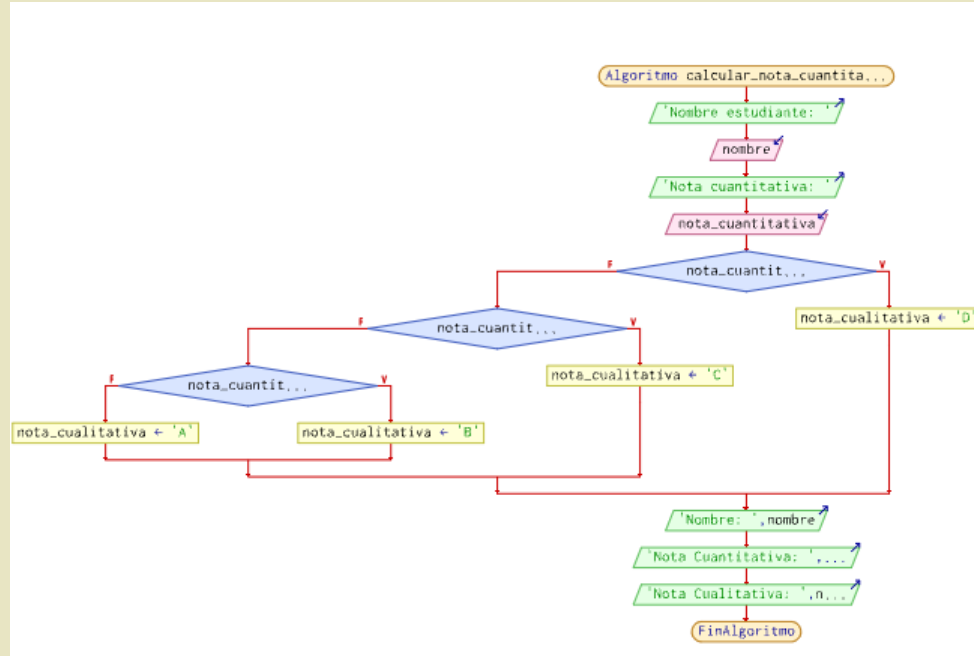 Algoritmo calcular_nota_cuantita...
'Nombre estudiante: '
nombre
'Nota cuantitativa: '
nota_cuantitativa
F
nota_cuantit...
V
nota_cualitativa ← 'D'
F
nota_cuantit...
V
nota_cualitativa ← 'C'
F
nota_cuantit...
V
nota_cualitativa ← 'A'
nota_cualitativa ← 'B'
'Nombre: ',nombre
'Nota Cuantitativa: ',...
'Nota Cualitativa: ',n...
FinAlgoritmo